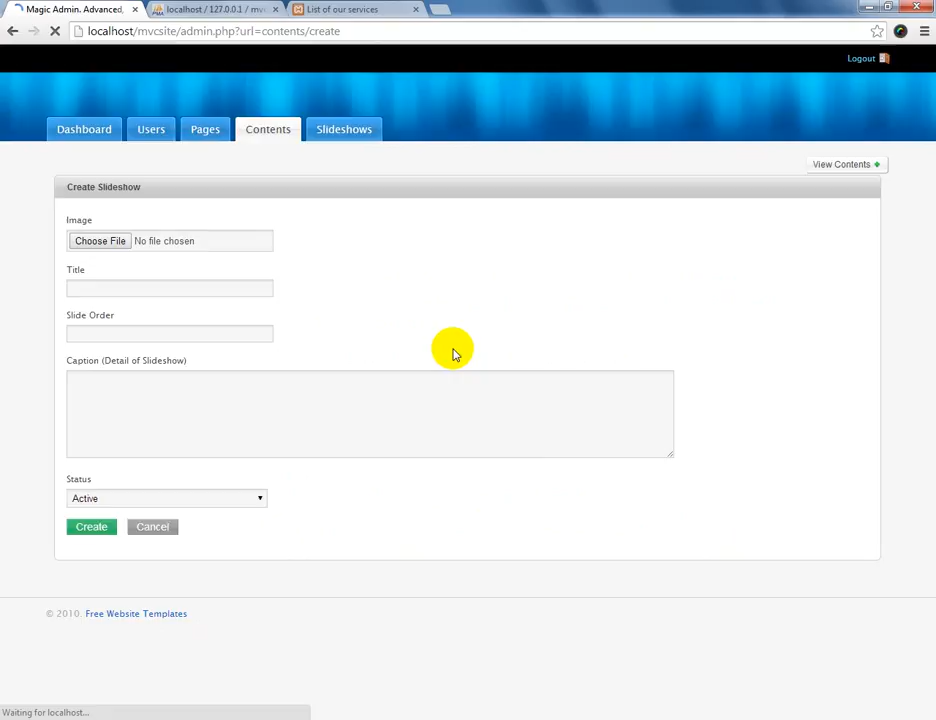 Magic Admin. Advanced,
localhost / 127.0.0.1 / mvc
List of our services
localhost/mvcsite/admin.php?url=contents/create
Logout
Dashboard
Users
Pages
Contents
Slideshows
View Contents
Create Slideshow
Image
Choose File No file chosen
Title
Slide Order
Caption (Detail of Slideshow)
Status
Active
Create
Cancel
© 2010. Free Website Templates
Waiting for localhost...